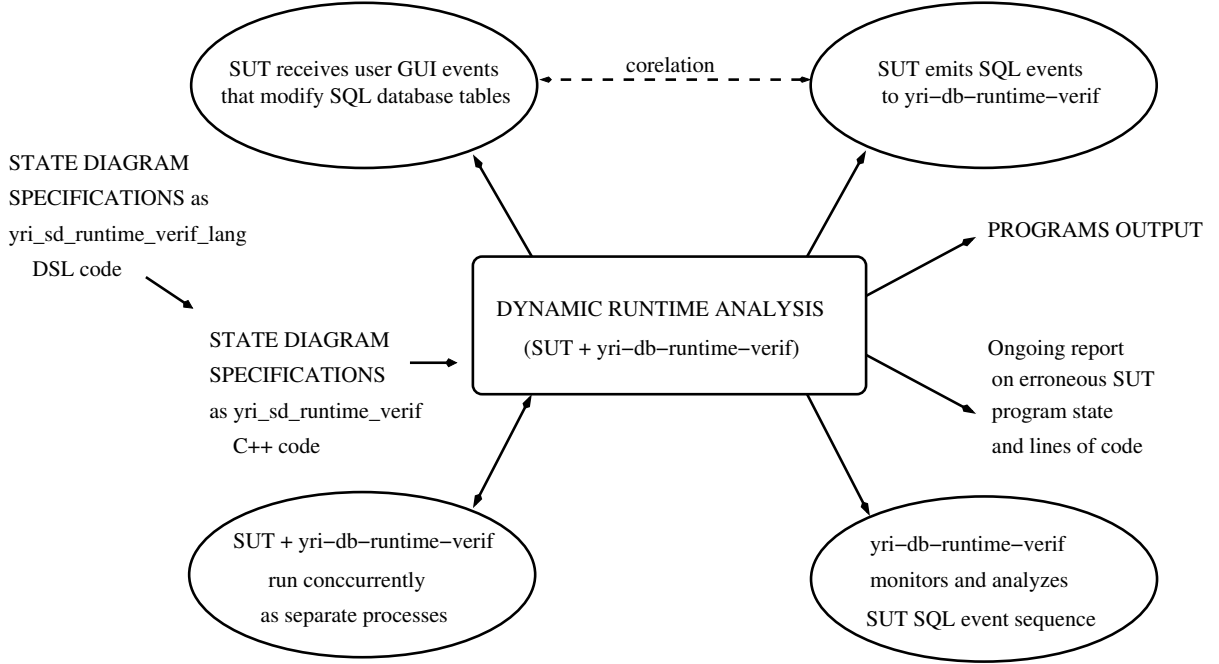 SUT receives user GUI events
that modify SQL database tables
corelation
SUT emits SQL events
to yri-db-runtime-verif
STATE DIAGRAM
SPECIFICATIONS as
yri_sd_runtime_verif_lang
DSL code
STATE DIAGRAM
SPECIFICATIONS
as yri_sd_runtime_verif
C++ code
DYNAMIC RUNTIME ANALYSIS
(SUT + yri-db-runtime-verif)
PROGRAMS OUTPUT
Ongoing report
on erroneous SUT
program state
and lines of code
SUT + yri-db-runtime-verif
run conccurrently
as separate processes
yri-db-runtime-verif
monitors and analyzes
SUT SQL event sequence